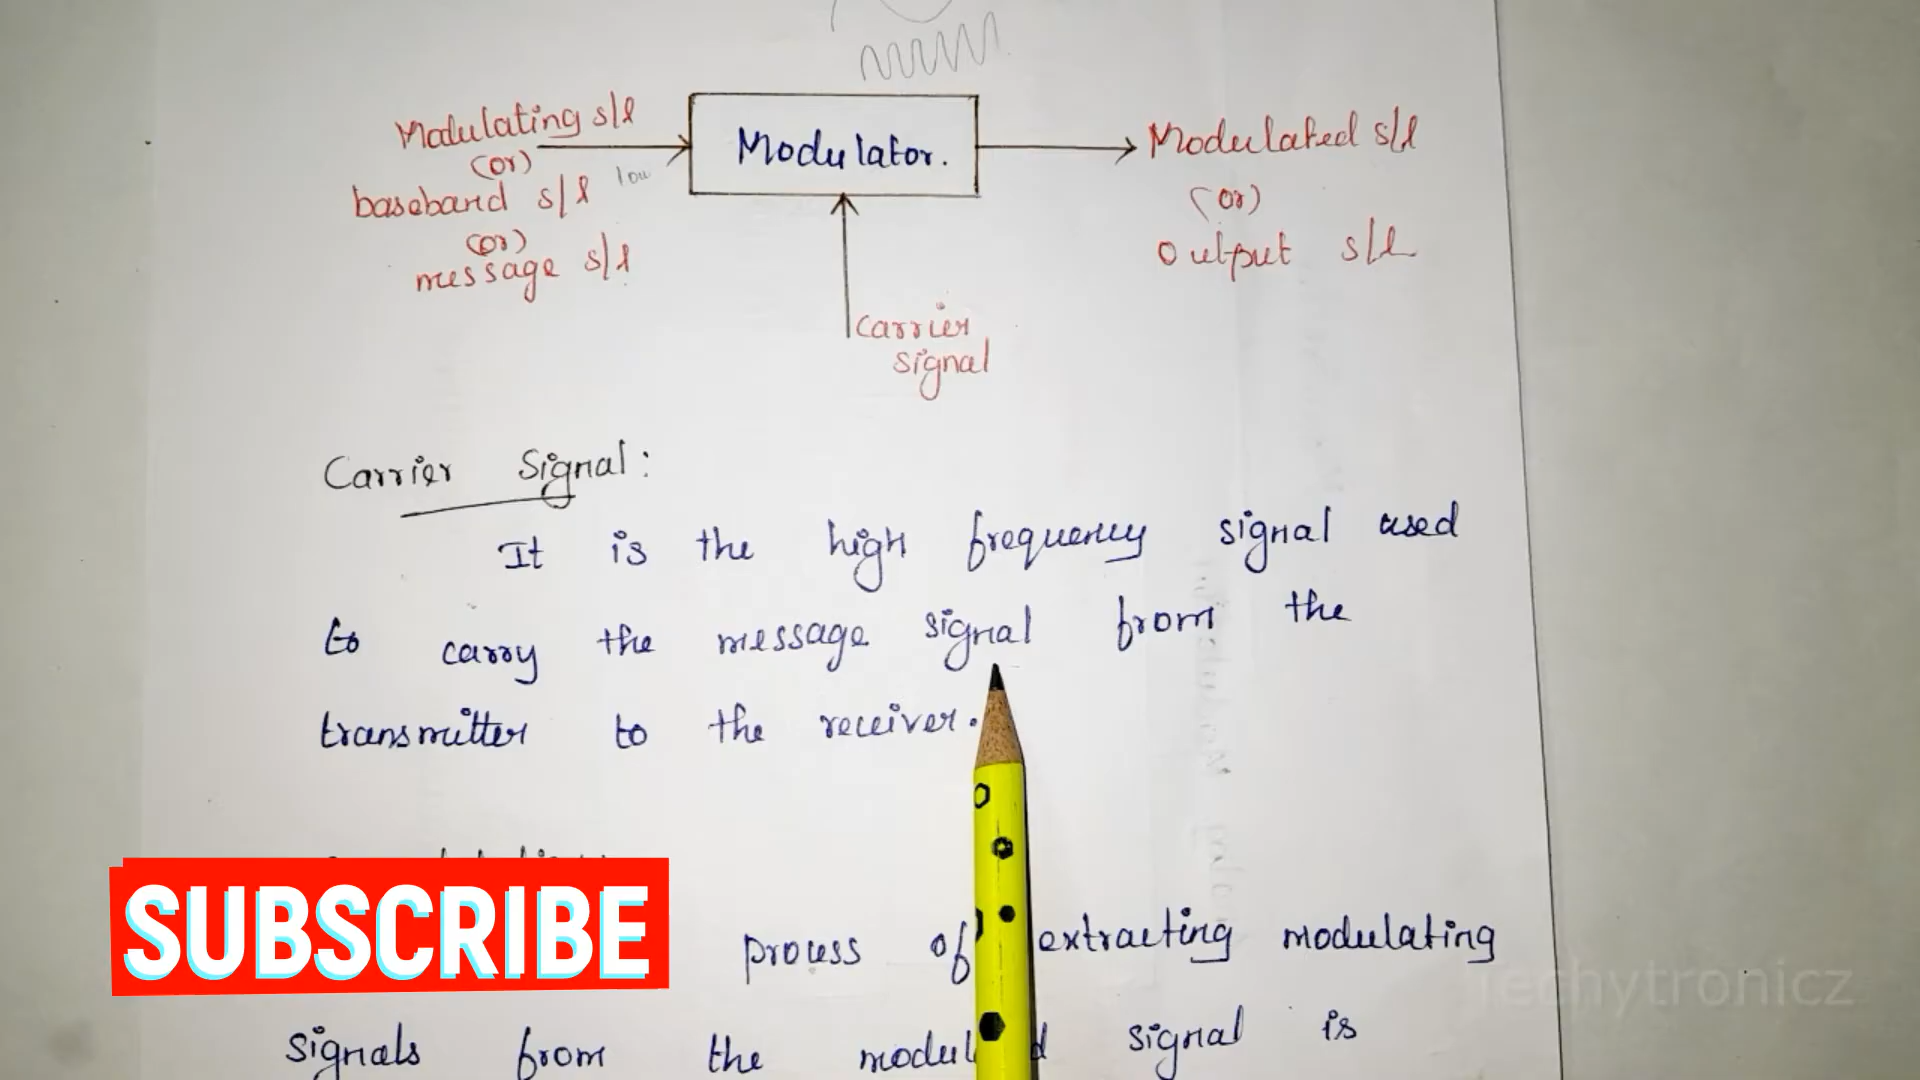 Modulating s/l
(or)
baseband s/l
(or)
message s/l
low
Modulator.
Modulated s/l
(or)
output s/l
carrier
signal
Carrier Signal:
It is the high frequency signal used
to carry the message signal from the
transmitter to the receiver.
SUBSCRIBE
process of extracting modulating
signals from the signal is
Techytronicz